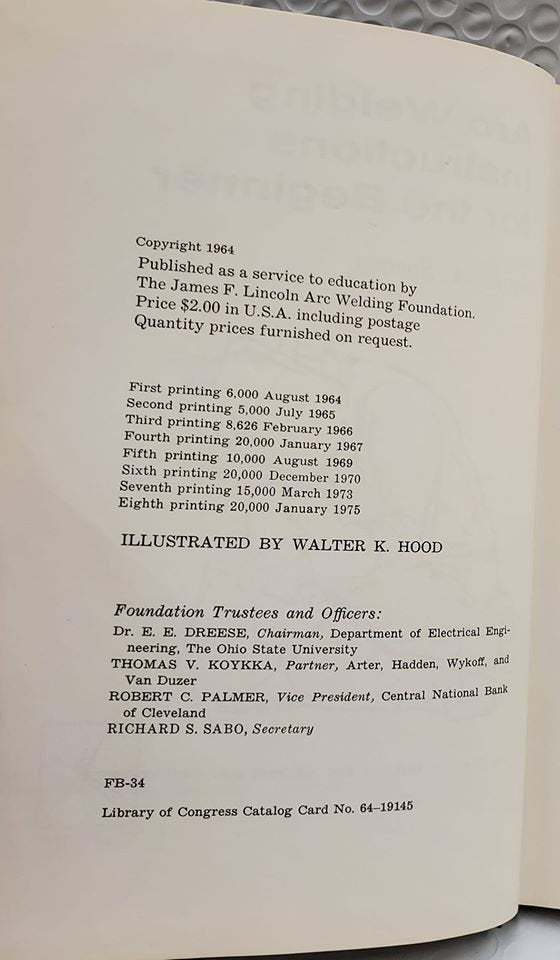 Copyright 1964
Published as a service to education by
The James F. Lincoln Arc Welding Foundation.
Price $2.00 in U.S.A. including postage
Quantity prices furnished on request.
First printing 6,000 August 1964
Second printing 5,000 July 1965
Third printing 8,626 February 1966
Fourth printing 20,000 January 1967
Fifth printing 10,000 August 1969
Sixth printing 20,000 December 1970
Seventh printing 15,000 March 1973
Eighth printing 20,000 January 1975
ILLUSTRATED BY WALTER K. HOOD
Foundation Trustees and Officers:
Dr. E. E. DREESE, Chairman, Department of Electrical Engi-
neering, The Ohio State University
THOMAS V. KOYKKA, Partner, Arter, Hadden, Wykoff, and
Van Duzer
ROBERT C. PALMER, Vice President, Central National Bank
of Cleveland
RICHARD S. SABO, Secretary
FB-34
Library of Congress Catalog Card No. 64-19145